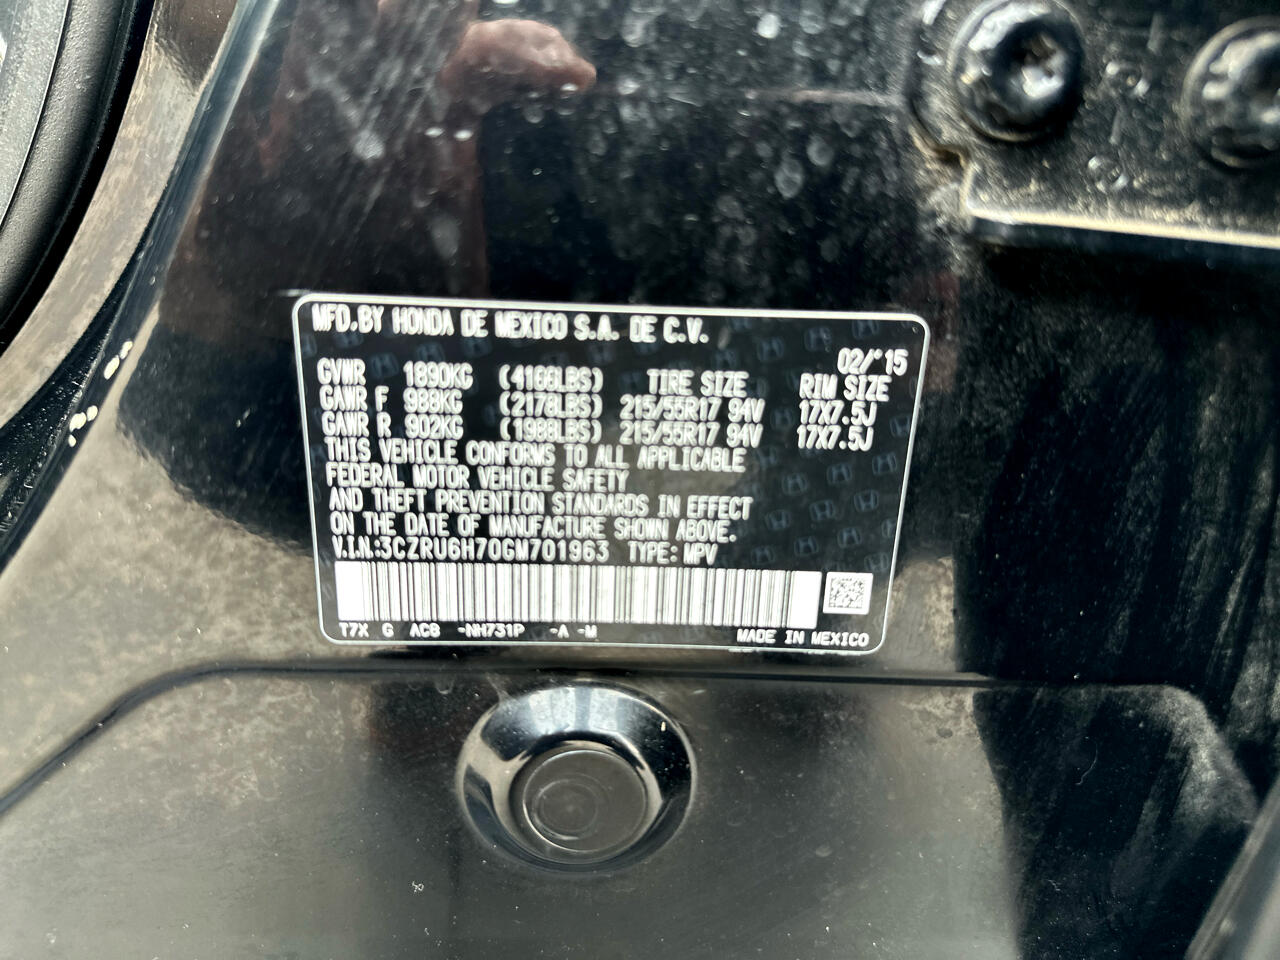 MFD. BY HONDA DE MEXICO S.A. DE C.V.
02/'15
GVWR 1890KG (4166LBS) TIRE SIZE RIM SIZE
GAWR F 988KG (2178LBS) 215/55R17 94V 17X7.5J
GAWR R 902KG (1988LBS) 215/55R17 94V 17X7.5J
THIS VEHICLE CONFORMS TO ALL APPLICABLE
FEDERAL MOTOR VEHICLE SAFETY
AND THEFT PREVENTION STANDARDS IN EFFECT
ON THE DATE OF MANUFACTURE SHOWN ABOVE.
V.I.N:3CZRU6H70GM701963 TYPE: MPV
T7X G AC8 -NH731P -A -M MADE IN MEXICO